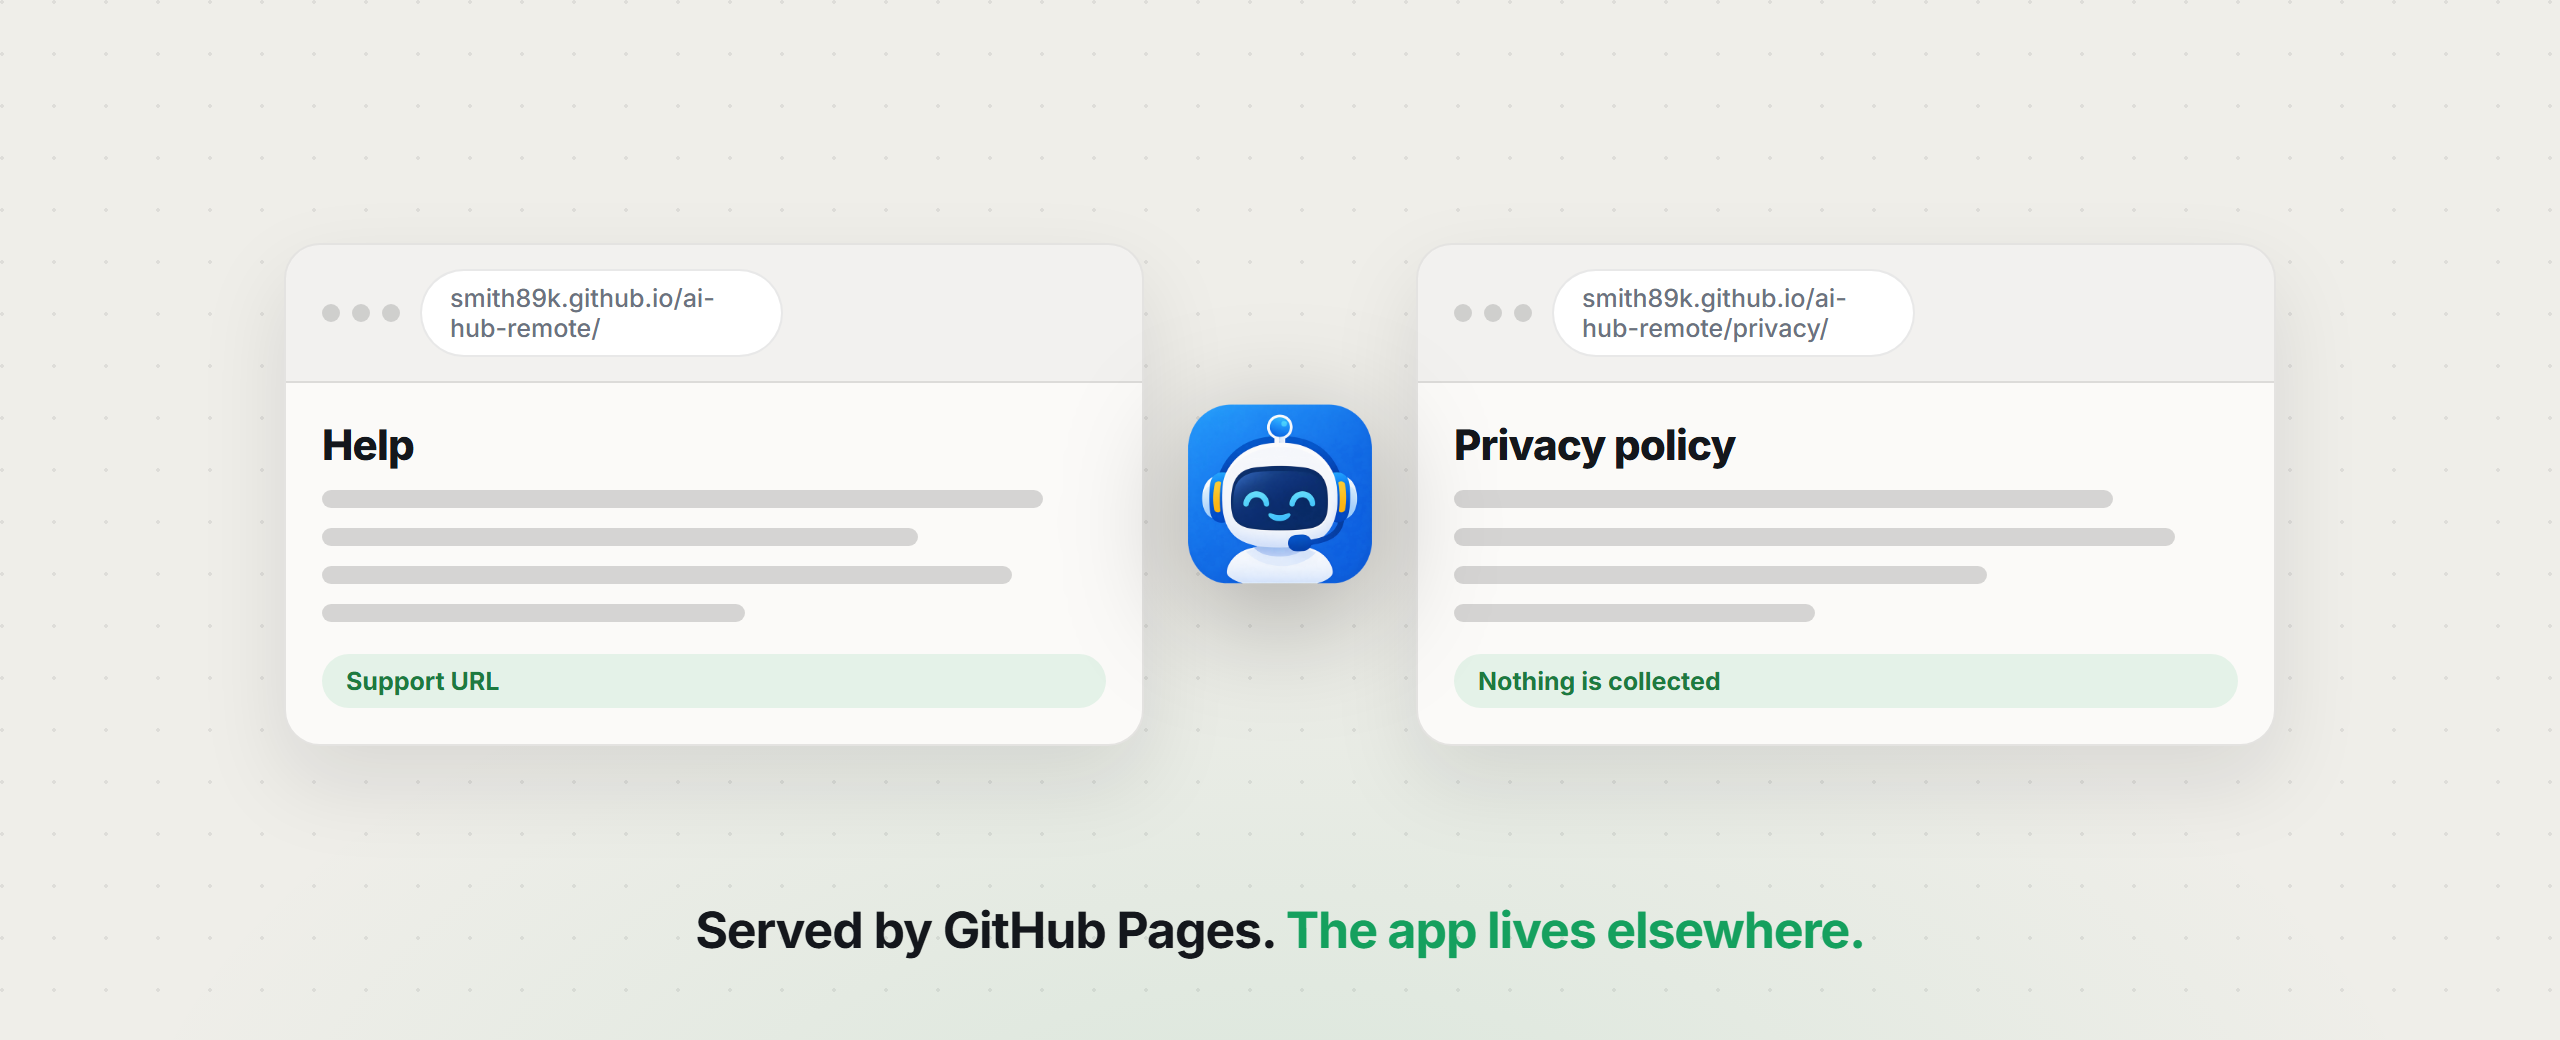 smith89k.github.io/ai-
hub-remote/
Help
Support URL
smith89k.github.io/ai-
hub-remote/privacy/
Privacy policy
Nothing is collected
Served by GitHub Pages. The app lives elsewhere.